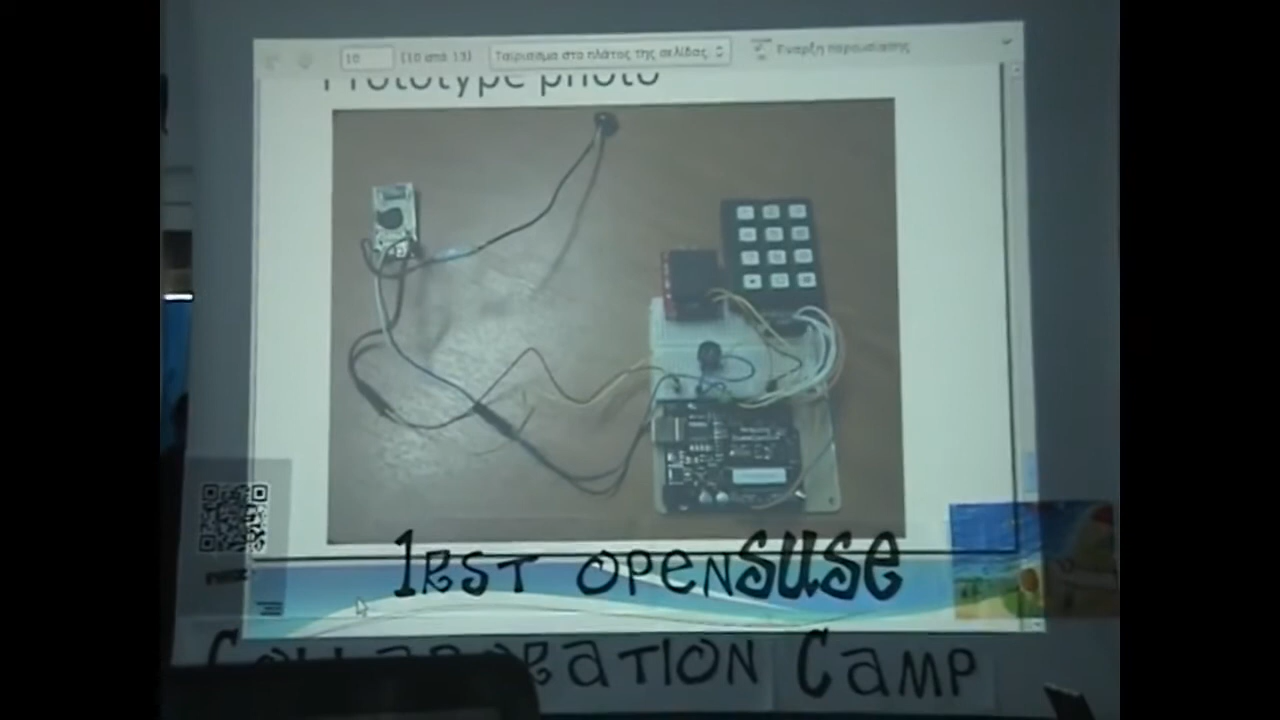 10 (10 από 13) Ταίριασμα στο πλάτος της σελίδας Έναρξη παρουσίασης
Prototype photo
1rst openSUSE
Collaboration Camp